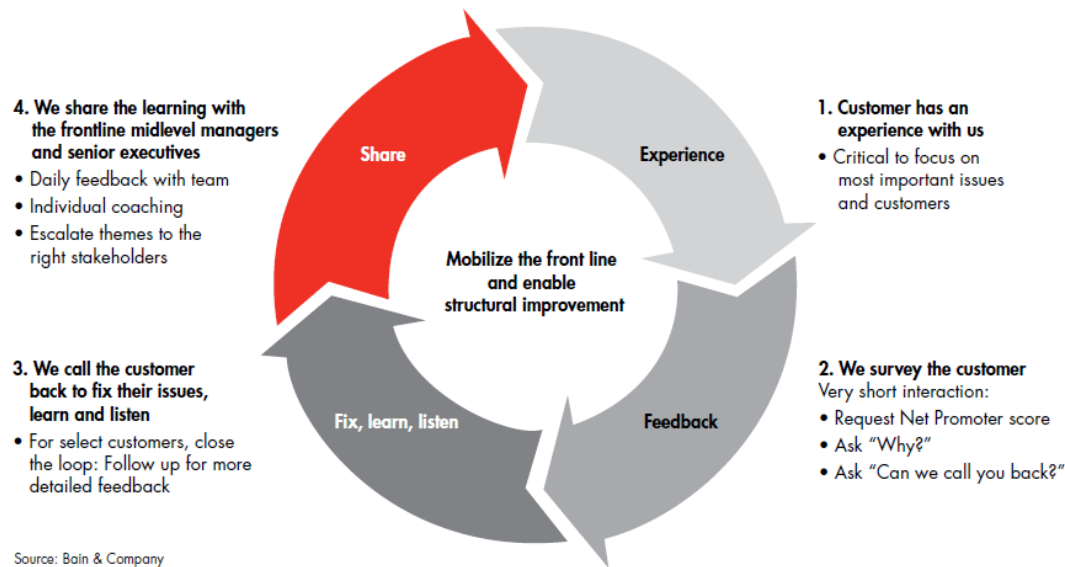 4. We share the learning with
the frontline midlevel managers
and senior executives
• Daily feedback with team
• Individual coaching
• Escalate themes to the
right stakeholders
Share
Experience
1. Customer has an
experience with us
• Critical to focus on
most important issues
and customers
Mobilize the front line
and enable
structural improvement
3. We call the customer
back to fix their issues,
learn and listen
• For select customers, close
the loop: Follow up for more
detailed feedback
Fix, learn, listen
Feedback
2. We survey the customer
Very short interaction:
• Request Net Promoter score
• Ask “Why?”
• Ask “Can we call you back?”
Source: Bain & Company